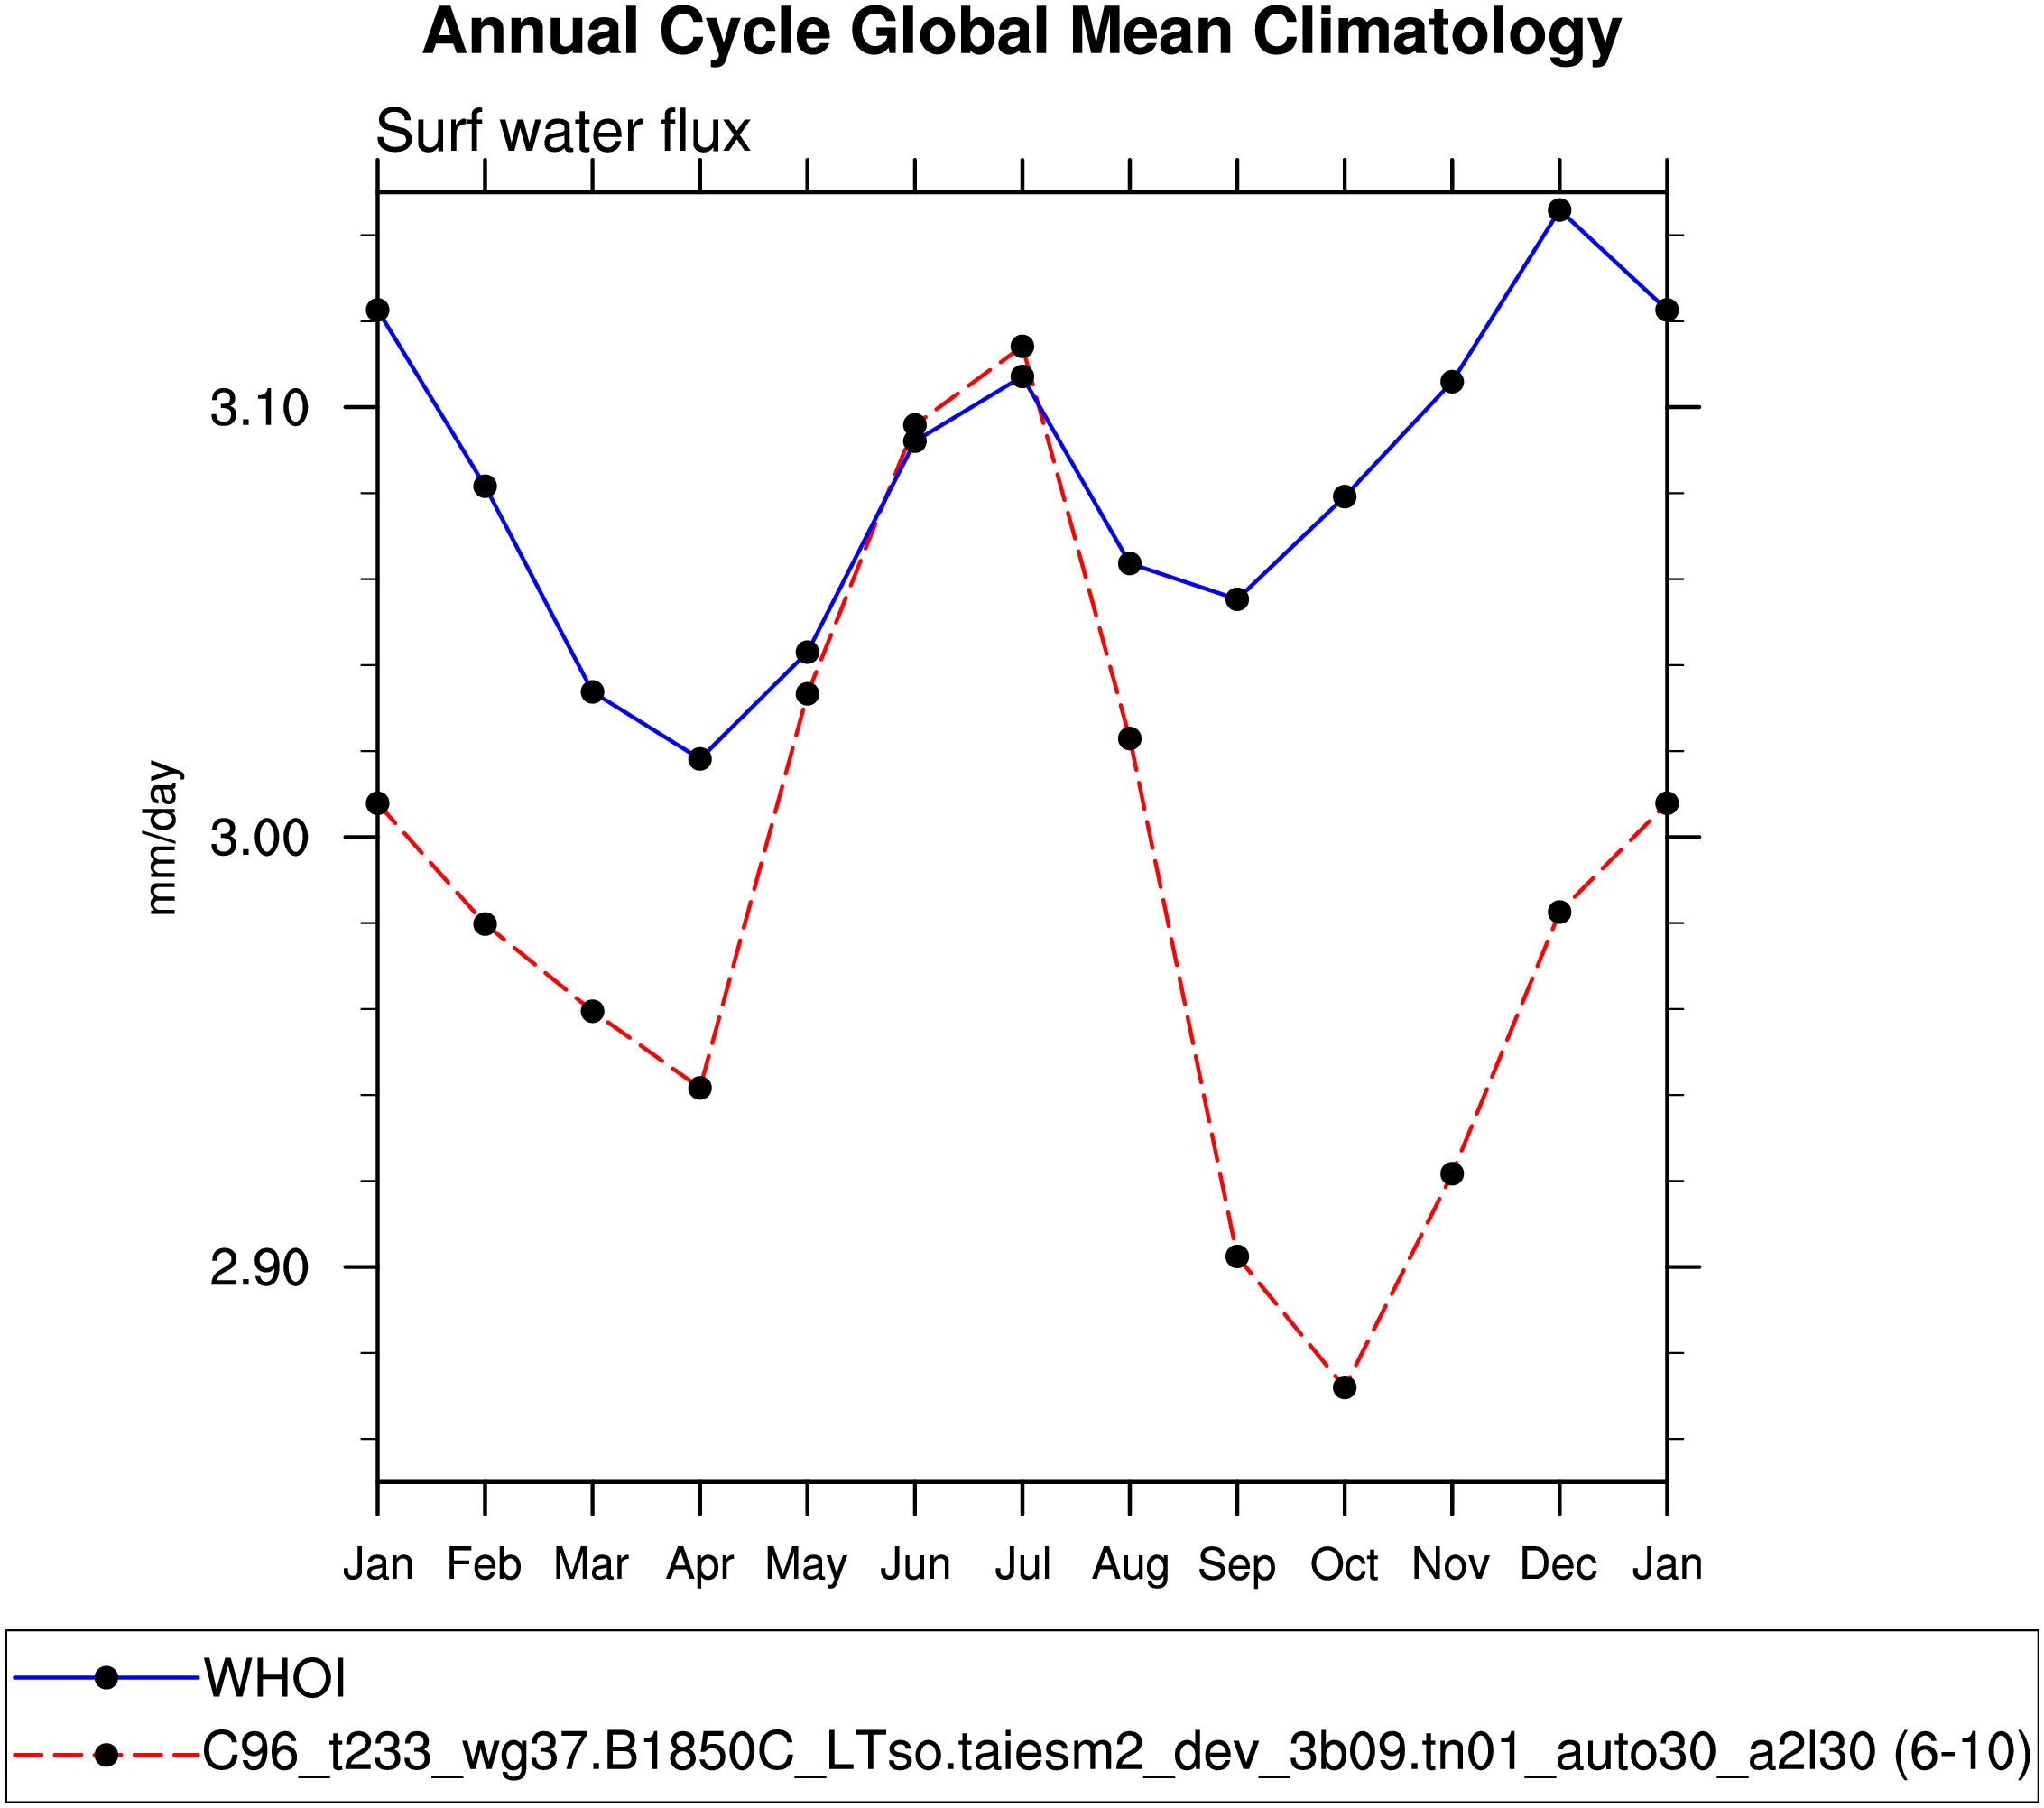 Annual Cycle Global Mean Climatology
Surf water flux
3.10
3.00
2.90
mm/day
Jan Feb Mar Apr May Jun Jul Aug Sep Oct Nov Dec Jan
WHOI
C96_t233_wg37.B1850C_LTso.taiesm2_dev_3b09.tn01_auto30_a2l30 (6-10)